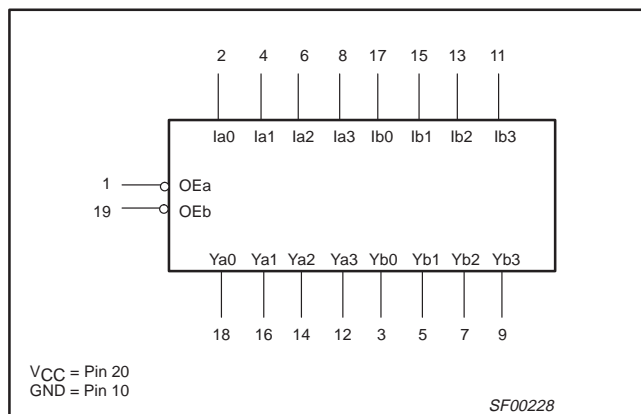 2 4 6 8 17 15 13 11
Ia0 Ia1 Ia2 Ia3 Ib0 Ib1 Ib2 Ib3
1 OEa
19 OEb
Ya0 Ya1 Ya2 Ya3 Yb0 Yb1 Yb2 Yb3
18 16 14 12 3 5 7 9
VCC = Pin 20
GND = Pin 10
SF00228